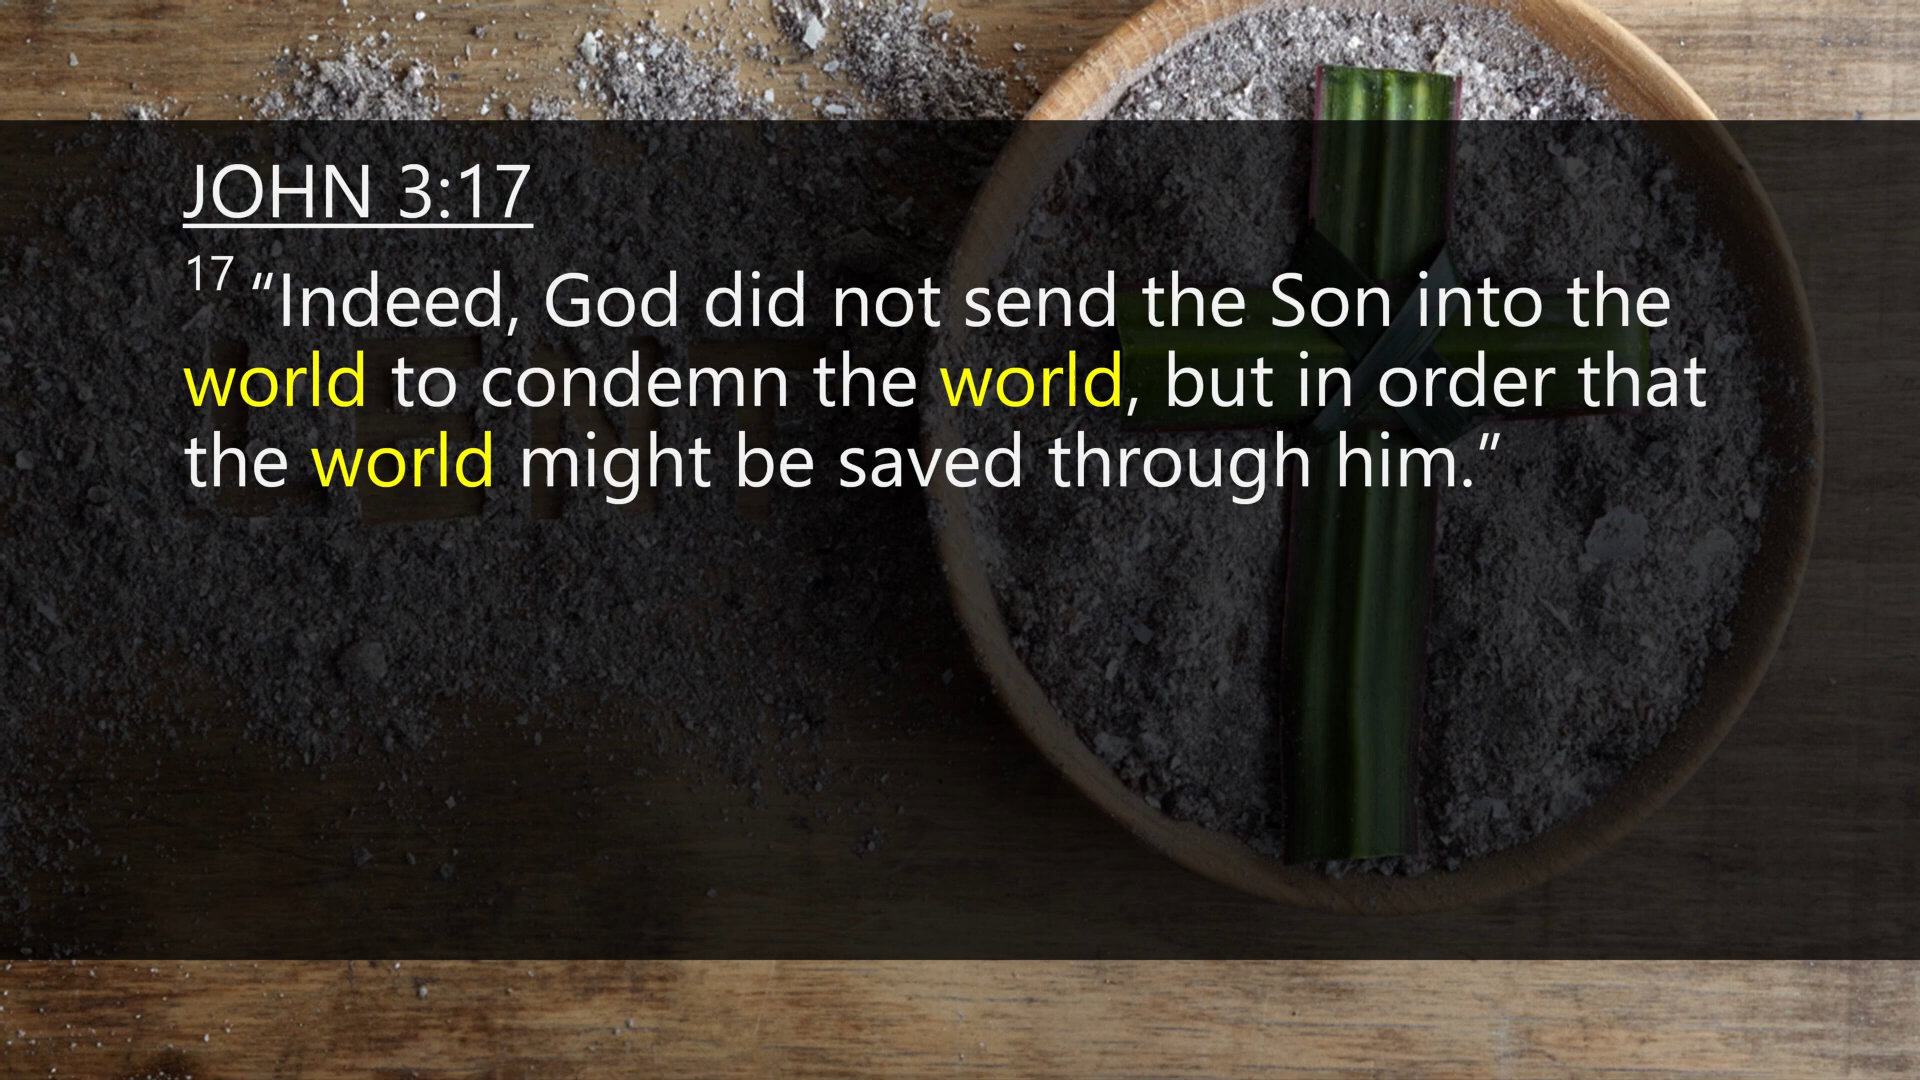 JOHN 3:17
17 “Indeed, God did not send the Son into the
world to condemn the world, but in order that
the world might be saved through him.”
LENT